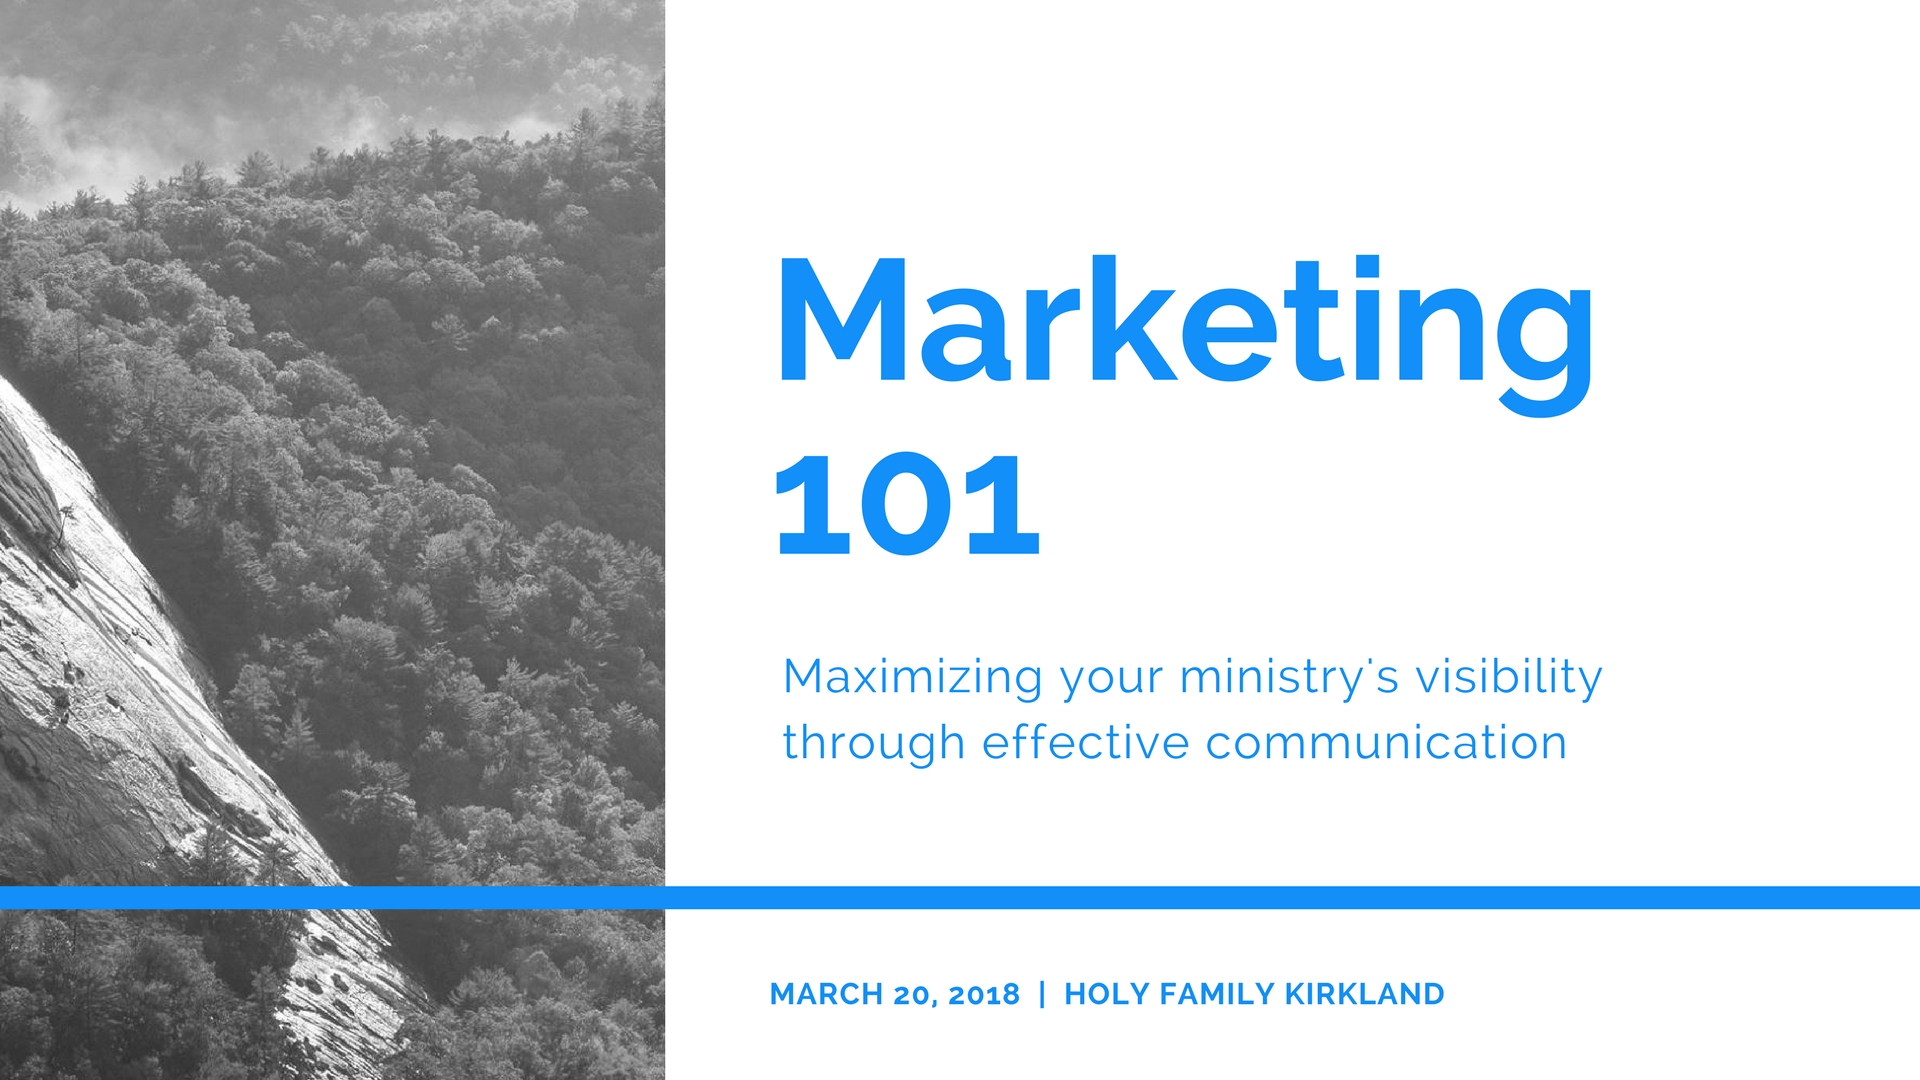 Marketing
101
Maximizing your ministry's visibility
through effective communication
MARCH 20, 2018 | HOLY FAMILY KIRKLAND